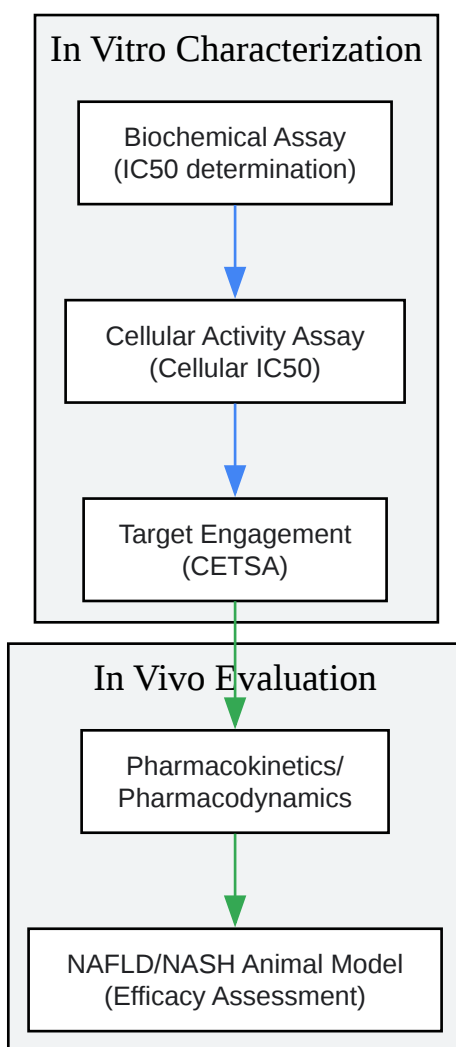 In Vitro Characterization
Biochemical Assay
(IC50 determination)
Cellular Activity Assay
(Cellular IC50)
Target Engagement
(CETSA)
In Vivo Evaluation
Pharmacokinetics/
Pharmacodynamics
NAFLD/NASH Animal Model
(Efficacy Assessment)